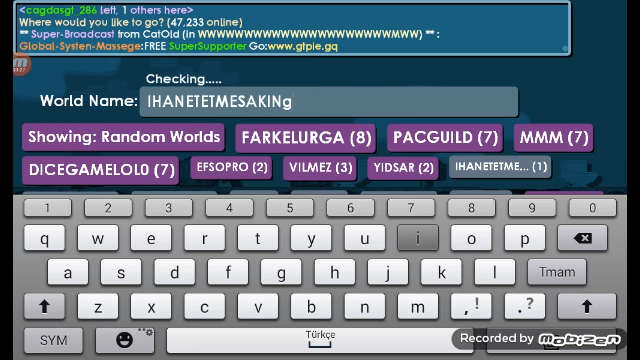 <cagdasgt_286 left, 1 others here>
Where would you like to go? (47,233 online)
** Super-Broadcast from CatOld (in WWWWWWWWWWWWWWWWWWWWWMWW) ** :
Global-Systen-Massege:FREE SuperSupporter Go:www.gtpie.gq
Checking.....
World Name: IHANETETMESAKINg
Showing: Random Worlds FARKELURGA (8) PACGUILD (7) MMM (7)
DICEGAMELOL0 (7) EFSOPRO (2) VILMEZ (3) YIDSAR (2) IHANETETME... (1)
1 2 3 4 5 6 7 8 9 0
q w e r t y u i o p
a s d f g h j k l Tamam
z x c v b n m , ! . ?
SYM Türkçe
Recorded by mobizen